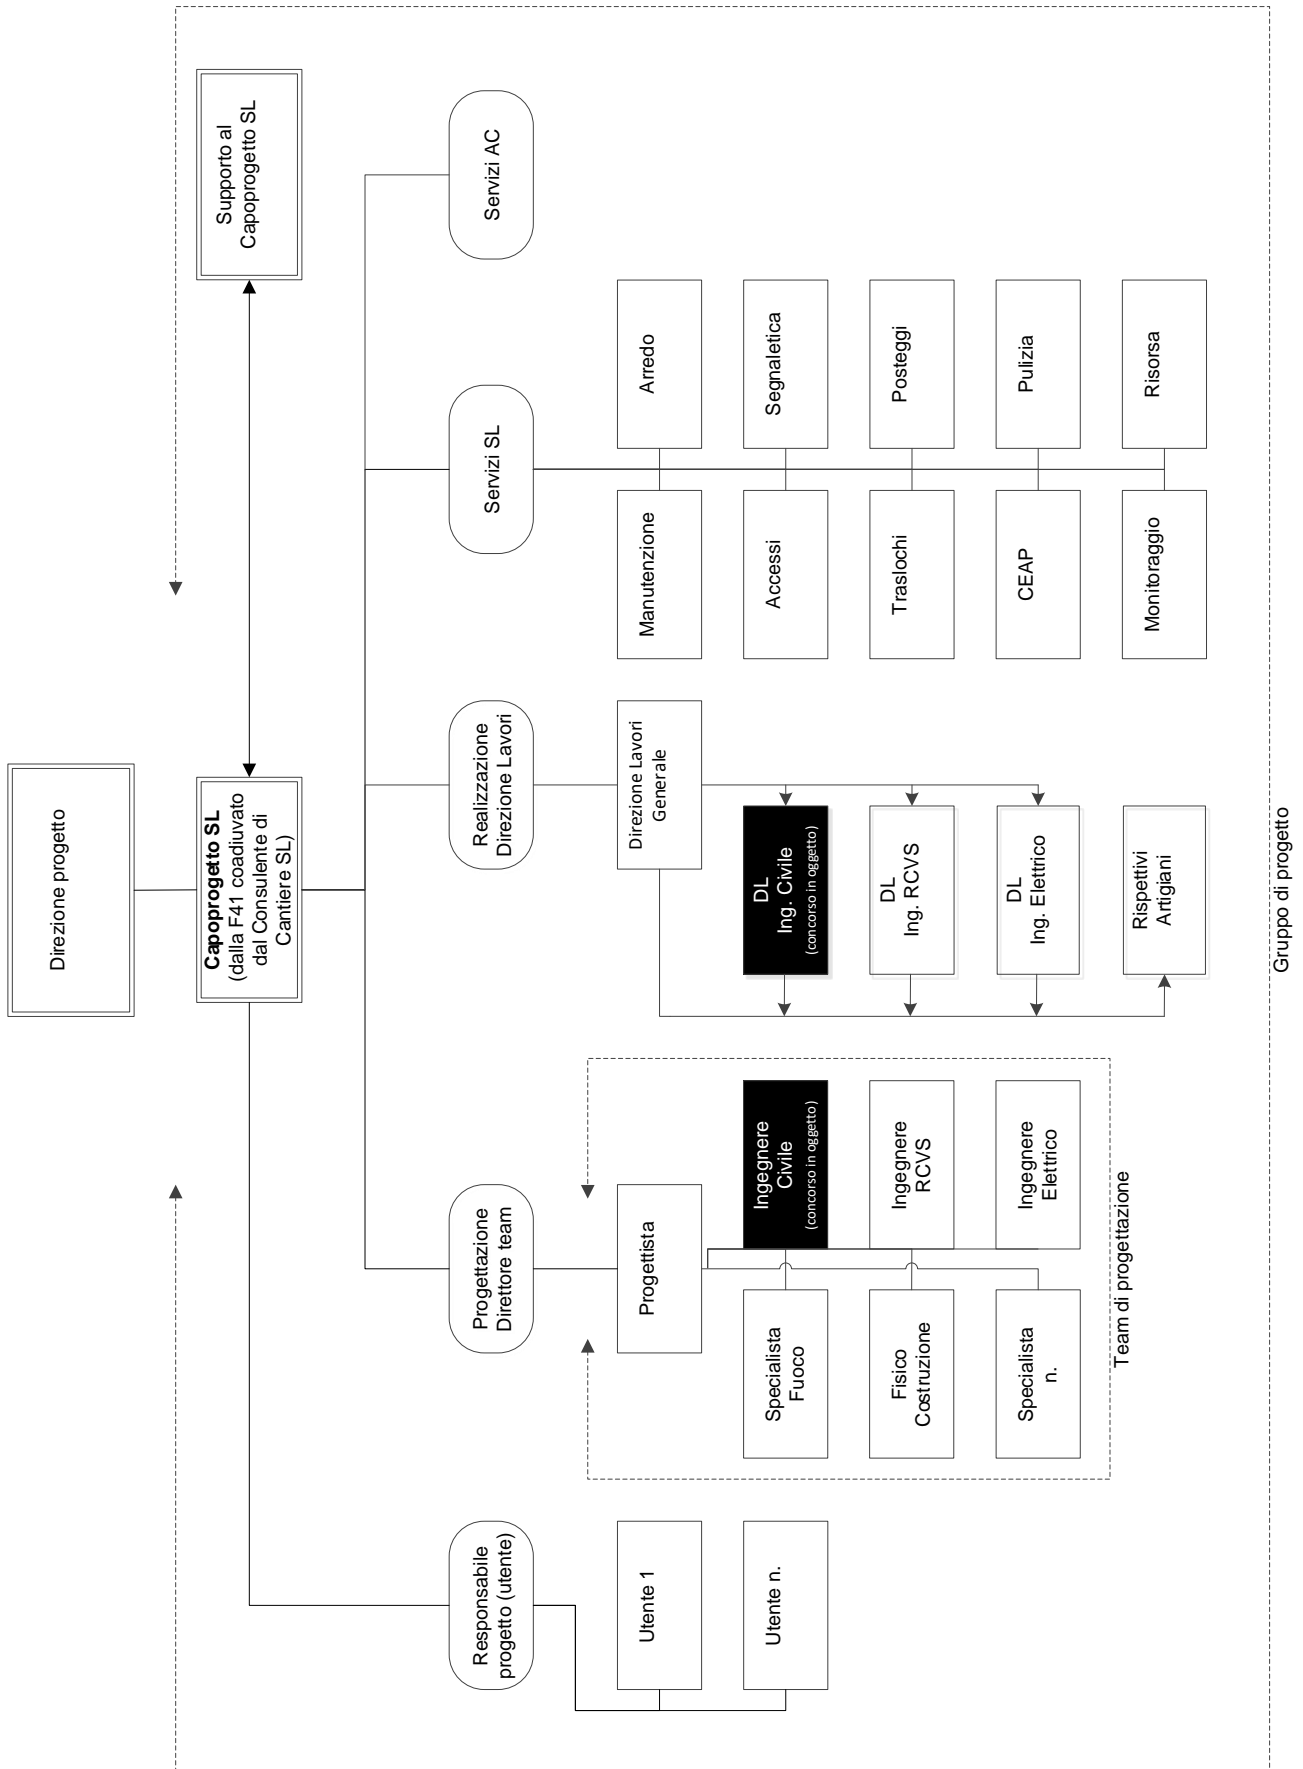 Direzione progetto
Capoprogetto SL
(dalla F41 coadiuvato
dal Consulente di
Cantiere SL)
Supporto al
Capoprogetto SL
Responsabile
progetto (utente)
Progettazione
Direttore team
Realizzazione
Direzione Lavori
Servizi SL
Servizi AC
Utente 1
Utente n.
Progettista
Specialista
Fuoco
Ingegnere
Civile
(concorso in oggetto)
Fisico
Costruzione
Ingegnere
RCVS
Specialista
n.
Ingegnere
Elettrico
Team di progettazione
Direzione Lavori
Generale
DL
Ing. Civile
(concorso in oggetto)
DL
Ing. RCVS
DL
Ing. Elettrico
Rispettivi
Artigiani
Manutenzione
Arredo
Accessi
Segnaletica
Traslochi
Posteggi
CEAP
Pulizia
Monitoraggio
Risorsa
Gruppo di progetto